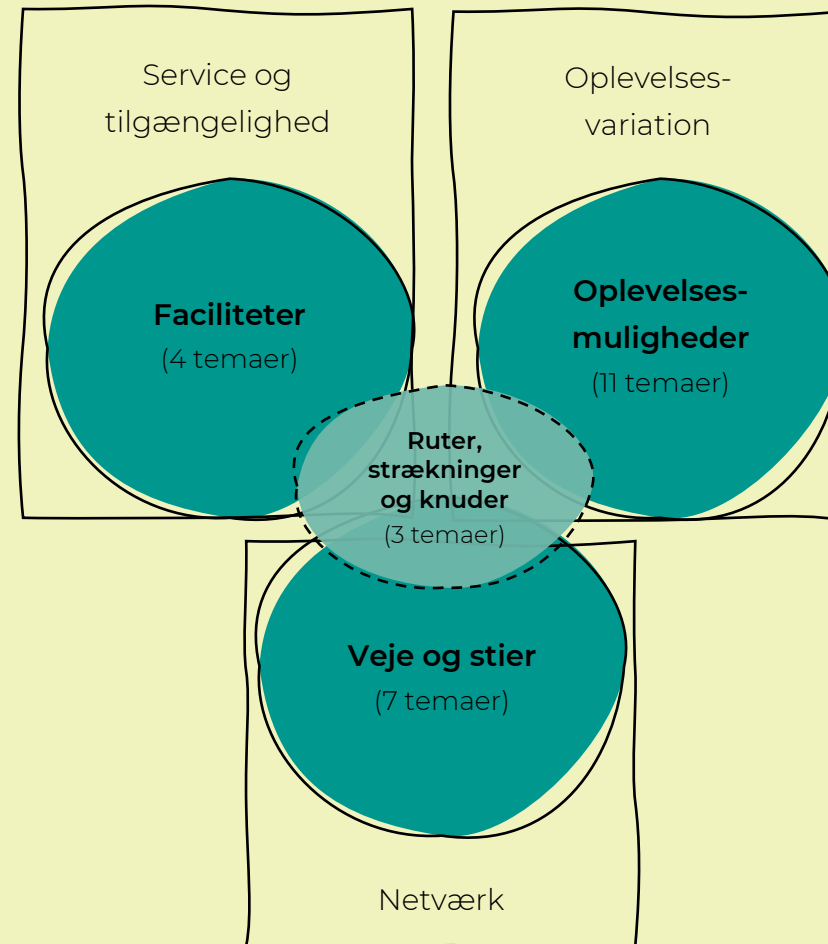 Service og
tilgængelighed
Oplevelses-
variation
Faciliteter
(4 temaer)
Oplevelses-
muligheder
(11 temaer)
Ruter,
strækninger
og knuder
(3 temaer)
Veje og stier
(7 temaer)
Netværk